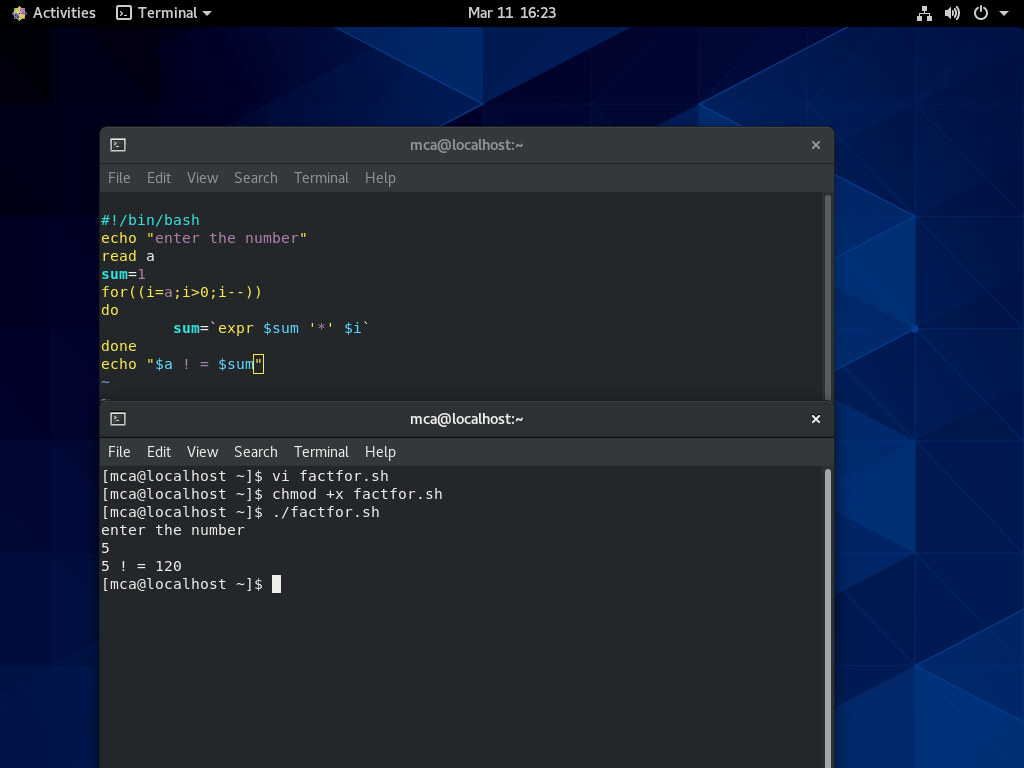 Activities Terminal Mar 11 16:23
mca@localhost:~
File Edit View Search Terminal Help
#!/bin/bash
echo "enter the number"
read a
sum=1
for((i=a;i>0;i--))
do
        sum=`expr $sum '*' $i`
done
echo "$a ! = $sum"
~
mca@localhost:~
File Edit View Search Terminal Help
[mca@localhost ~]$ vi factfor.sh
[mca@localhost ~]$ chmod +x factfor.sh
[mca@localhost ~]$ ./factfor.sh
enter the number
5
5 ! = 120
[mca@localhost ~]$